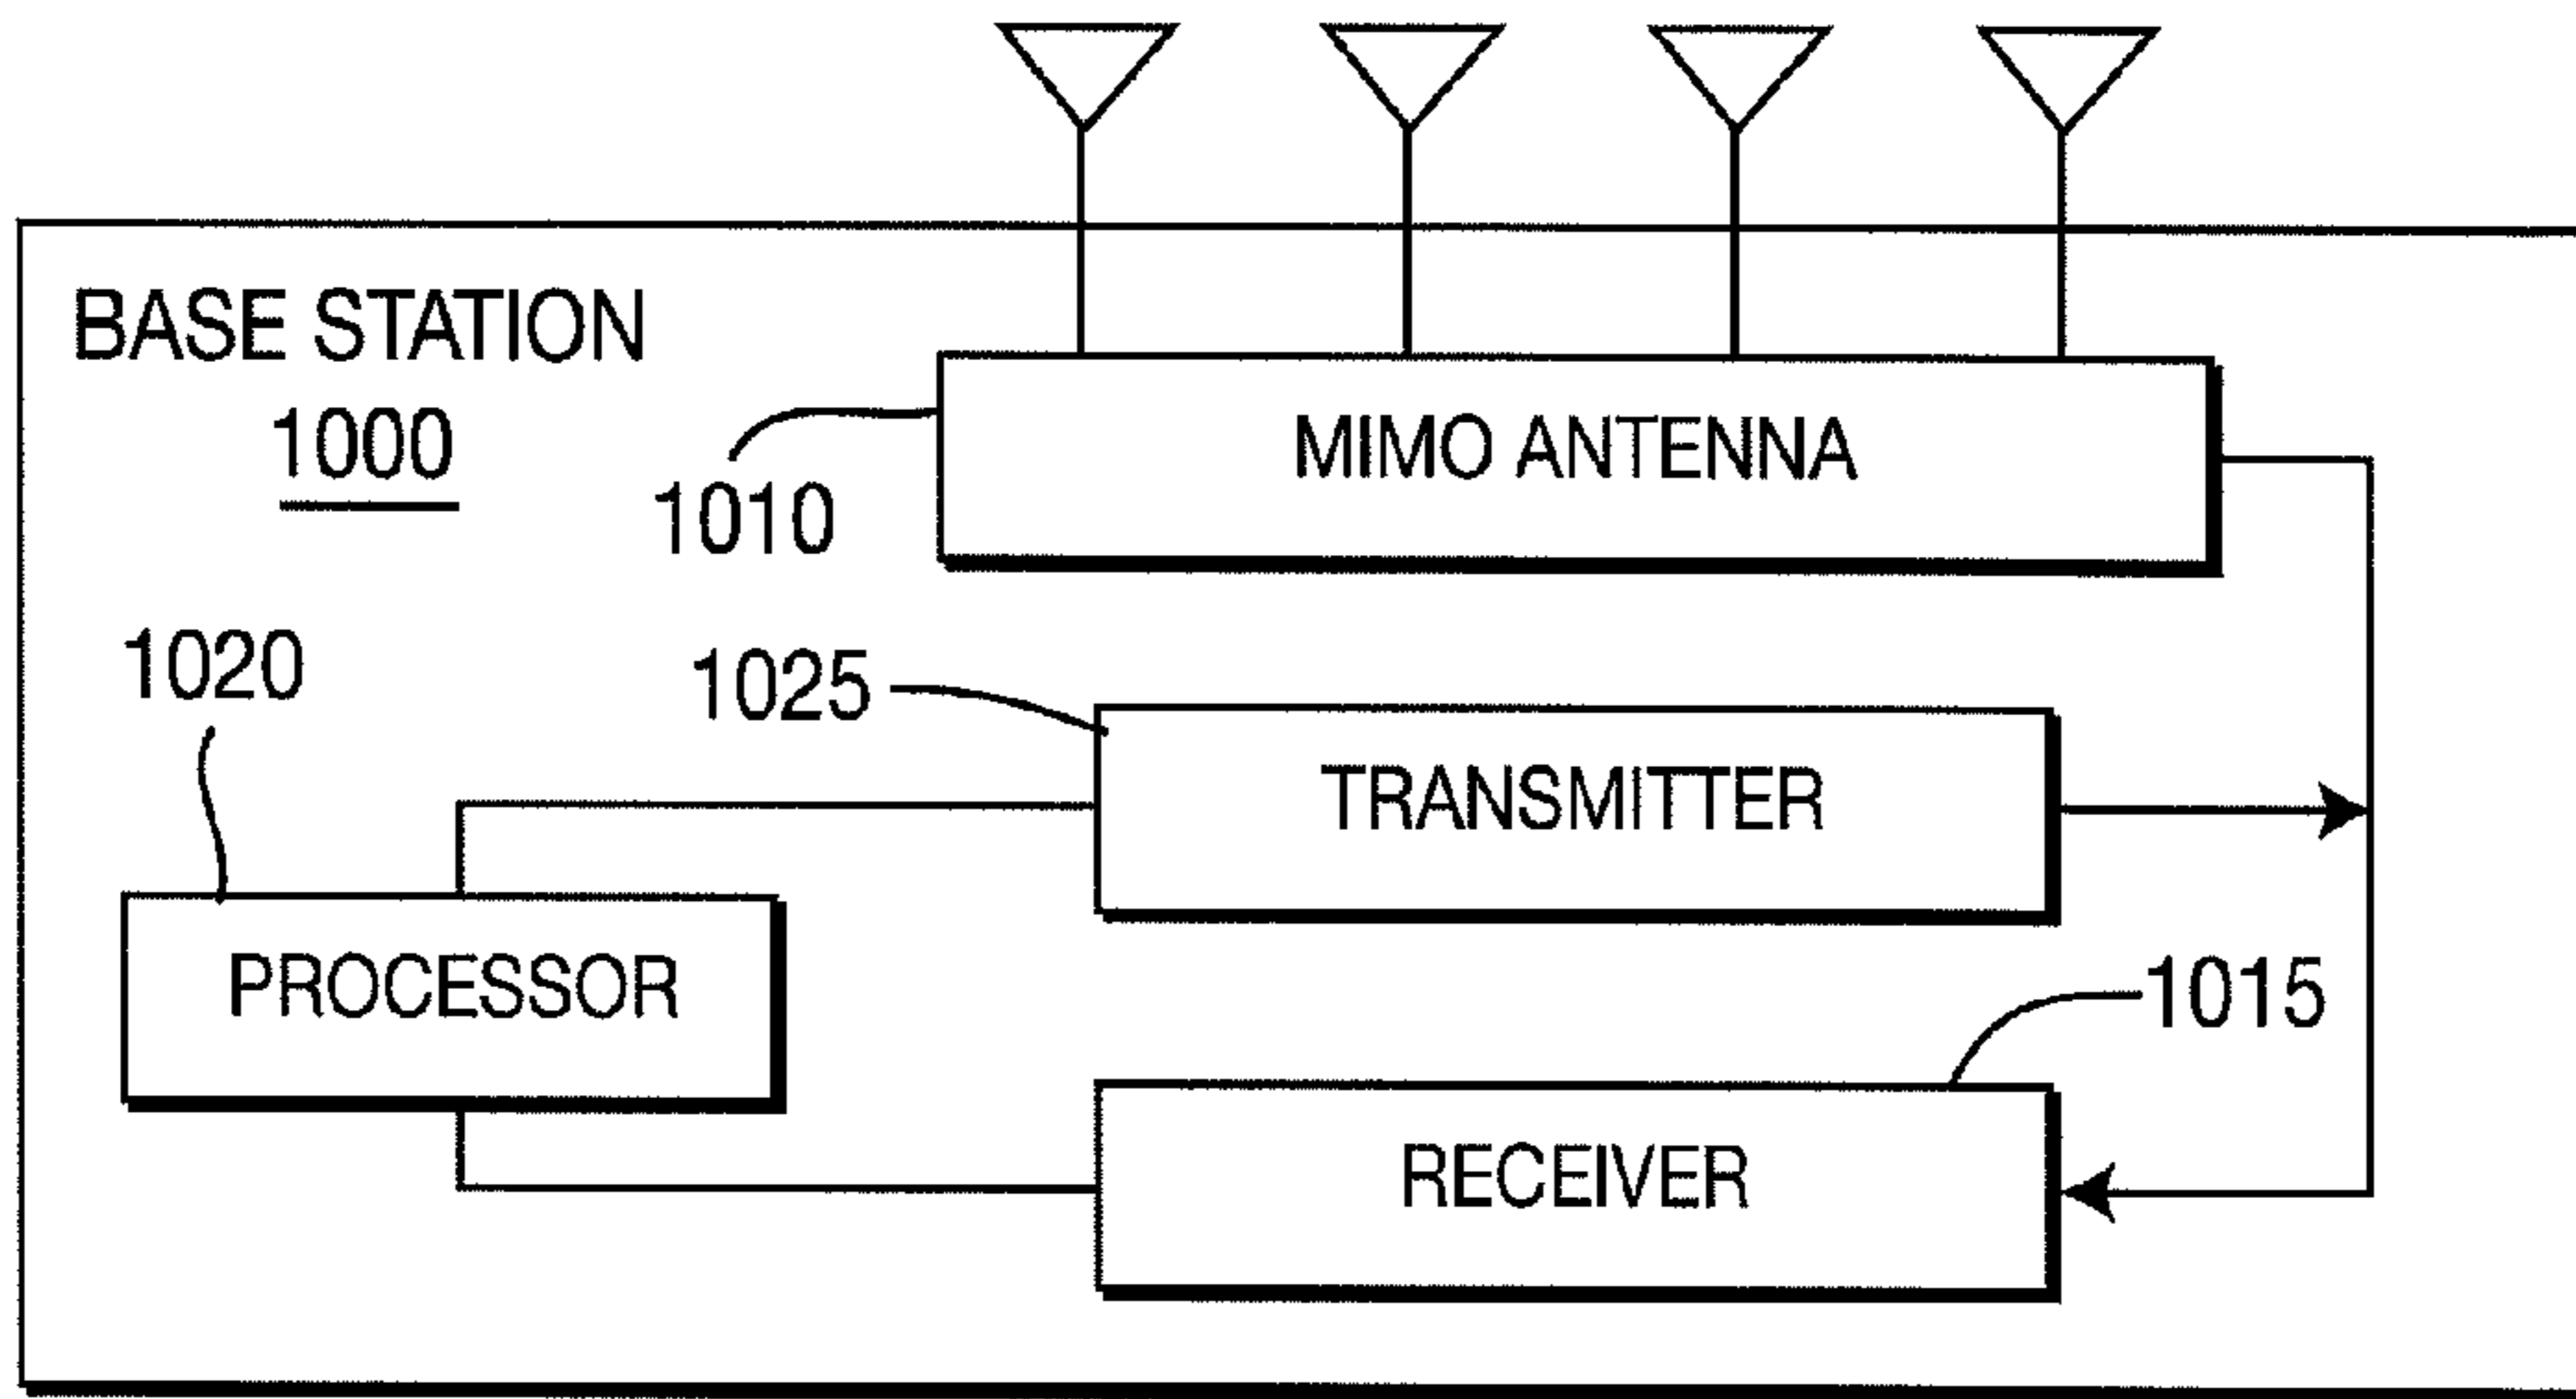 BASE STATION
1000
MIMO ANTENNA
1010
1020
1025
TRANSMITTER
PROCESSOR
1015
RECEIVER